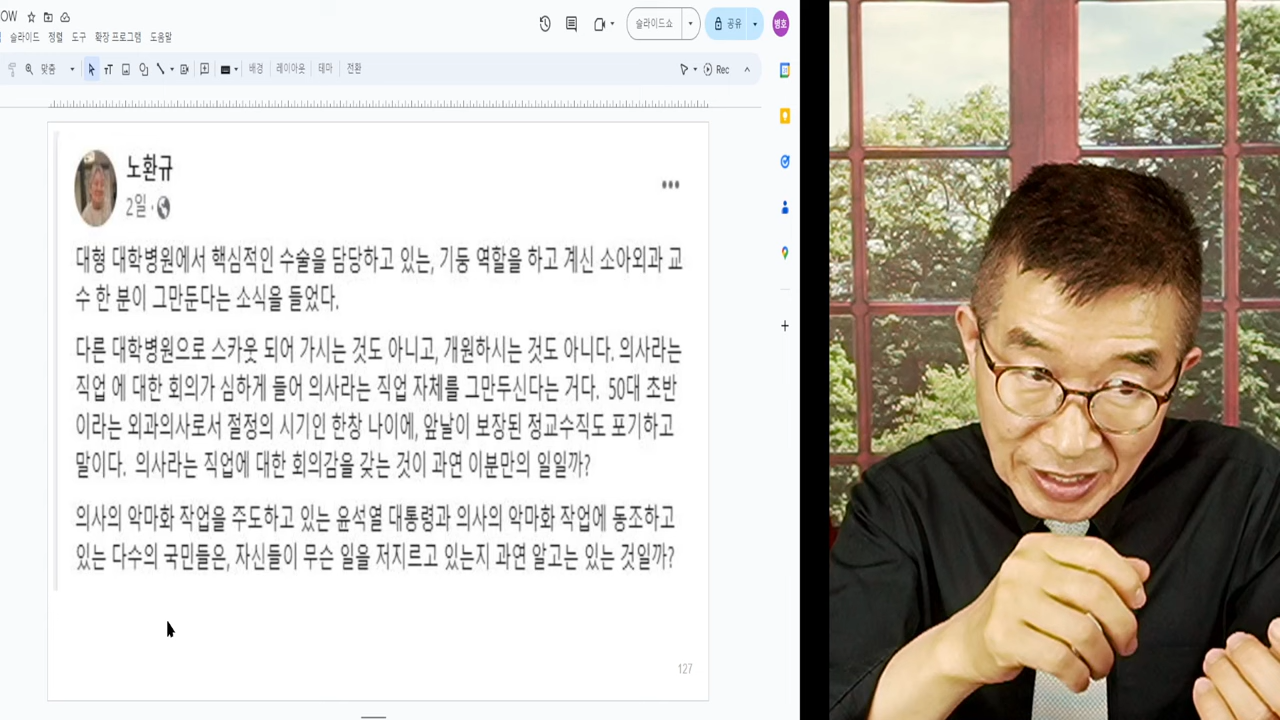 OW
슬라이드쇼
공유
병호
슬라이드 정렬 도구 확장 프로그램 도움말
맞춤
배경 레이아웃 테마 전환
Rec
노환규
2일 ·
대형 대학병원에서 핵심적인 수술을 담당하고 있는, 기둥 역할을 하고 계신 소아외과 교
수 한 분이 그만둔다는 소식을 들었다.
다른 대학병원으로 스카웃 되어 가시는 것도 아니고, 개원하시는 것도 아니다. 의사라는
직업 에 대한 회의가 심하게 들어 의사라는 직업 자체를 그만두신다는 거다. 50대 초반
이라는 외과의사로서 절정의 시기인 한창 나이에, 앞날이 보장된 정교수직도 포기하고
말이다. 의사라는 직업에 대한 회의감을 갖는 것이 과연 이분만의 일일까?
의사의 악마화 작업을 주도하고 있는 윤석열 대통령과 의사의 악마화 작업에 동조하고
있는 다수의 국민들은, 자신들이 무슨 일을 저지르고 있는지 과연 알고는 있는 것일까?
127